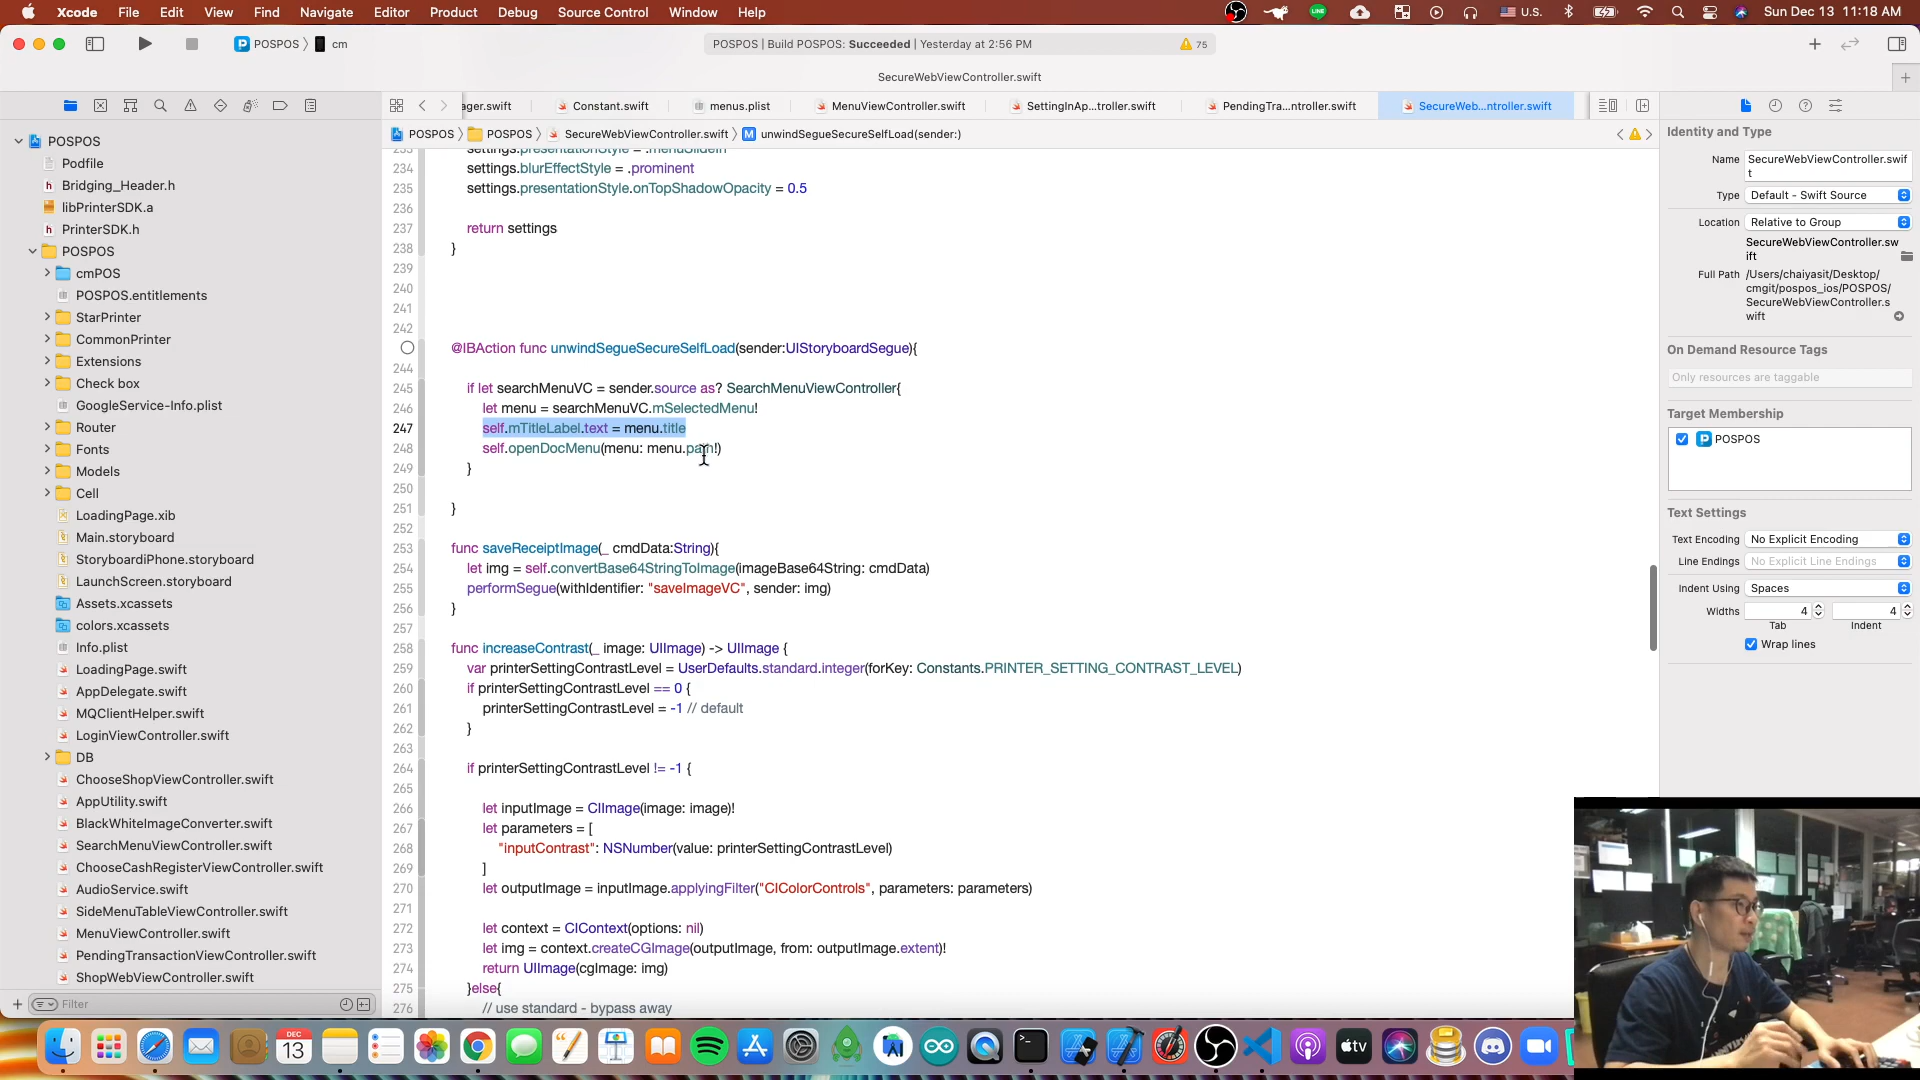 Xcode File Edit View Find Navigate Editor Product Debug Source Control Window Help U.S. Sun Dec 13 11:18 AM
POSPOS cm POSPOS | Build POSPOS: Succeeded | Yesterday at 2:56 PM 75
SecureWebViewController.swift
ager.swift Constant.swift menus.plist MenuViewController.swift SettingInAp...troller.swift PendingTra...ntroller.swift SecureWeb...ntroller.swift
POSPOS POSPOS SecureWebViewController.swift M unwindSegueSecureSelfLoad(sender:)
POSPOS
Podfile
Bridging_Header.h
libPrinterSDK.a
PrinterSDK.h
POSPOS
cmPOS
POSPOS.entitlements
StarPrinter
CommonPrinter
Extensions
Check box
GoogleService-Info.plist
Router
Fonts
Models
Cell
LoadingPage.xib
Main.storyboard
StoryboardiPhone.storyboard
LaunchScreen.storyboard
Assets.xcassets
colors.xcassets
Info.plist
LoadingPage.swift
AppDelegate.swift
MQClientHelper.swift
LoginViewController.swift
DB
ChooseShopViewController.swift
AppUtility.swift
BlackWhiteImageConverter.swift
SearchMenuViewController.swift
ChooseCashRegisterViewController.swift
AudioService.swift
SideMenuTableViewController.swift
MenuViewController.swift
PendingTransactionViewController.swift
ShopWebViewController.swift
Filter
233 settings.presentationStyle = .menuSlideIn
234 settings.blurEffectStyle = .prominent
235 settings.presentationStyle.onTopShadowOpacity = 0.5
236
237 return settings
238 }
239
240
241
242
@IBAction func unwindSegueSecureSelfLoad(sender:UIStoryboardSegue){
244
245 if let searchMenuVC = sender.source as? SearchMenuViewController{
246 let menu = searchMenuVC.mSelectedMenu!
247 self.mTitleLabel.text = menu.title
248 self.openDocMenu(menu: menu.path!)
249 }
250
251 }
252
253 func saveReceiptImage(_ cmdData:String){
254 let img = self.convertBase64StringToImage(imageBase64String: cmdData)
255 performSegue(withIdentifier: "saveImageVC", sender: img)
256 }
257
258 func increaseContrast(_ image: UIImage) -> UIImage {
259 var printerSettingContrastLevel = UserDefaults.standard.integer(forKey: Constants.PRINTER_SETTING_CONTRAST_LEVEL)
260 if printerSettingContrastLevel == 0 {
261 printerSettingContrastLevel = -1 // default
262 }
263
264 if printerSettingContrastLevel != -1 {
265
266 let inputImage = CIImage(image: image)!
267 let parameters = [
268 "inputContrast": NSNumber(value: printerSettingContrastLevel)
269 ]
270 let outputImage = inputImage.applyingFilter("CIColorControls", parameters: parameters)
271
272 let context = CIContext(options: nil)
273 let img = context.createCGImage(outputImage, from: outputImage.extent)!
274 return UIImage(cgImage: img)
275 }else{
276 // use standard - bypass away
Identity and Type
Name SecureWebViewController.swif
t
Type Default - Swift Source
Location Relative to Group
SecureWebViewController.sw
ift
Full Path /Users/chaiyasit/Desktop/
cmgit/pospos_ios/POSPOS/
SecureWebViewController.s
wift
On Demand Resource Tags
Only resources are taggable
Target Membership
POSPOS
Text Settings
Text Encoding No Explicit Encoding
Line Endings No Explicit Line Endings
Indent Using Spaces
Widths 4 4
Tab Indent
Wrap lines
DEC
13
tv